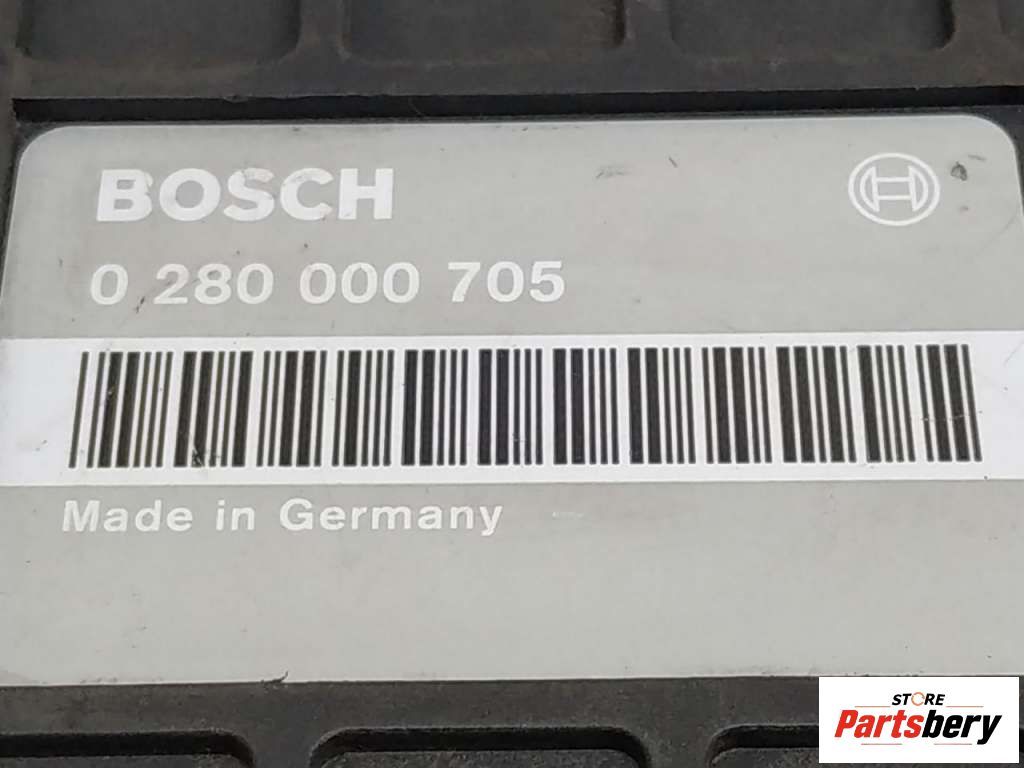 BOSCH
0 280 000 705
Made in Germany
STORE
Partsbery